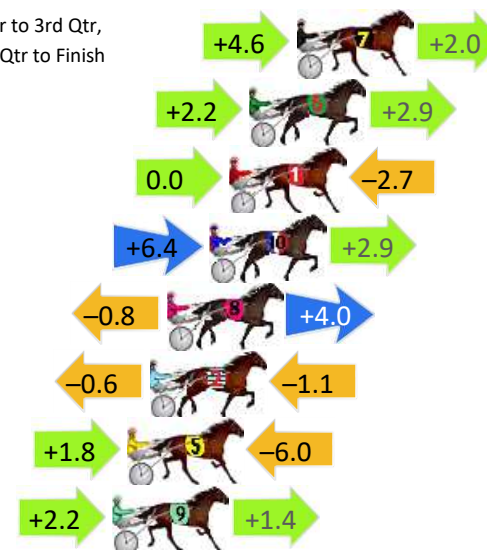 r to 3rd Qtr,
Qtr to Finish
+4.6 7 +2.0
+2.2 +2.9
0.0 1 –2.7
+6.4 10 +2.9
–0.8 8 +4.0
–0.6 –1.1
+1.8 5 –6.0
+2.2 9 +1.4